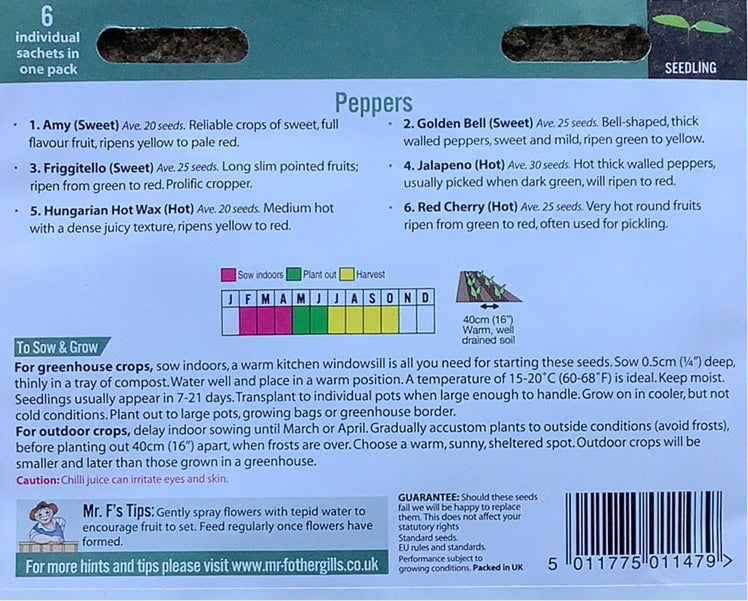 6
individual
sachets in
one pack
SEEDLING
Peppers
· 1. Amy (Sweet) Ave. 20 seeds. Reliable crops of sweet, full
flavour fruit, ripens yellow to pale red.
· 2. Golden Bell (Sweet) Ave. 25 seeds. Bell-shaped, thick
walled peppers, sweet and mild, ripen green to yellow.
· 3. Friggitello (Sweet) Ave. 25 seeds. Long slim pointed fruits;
ripen from green to red. Prolific cropper.
· 4. Jalapeno (Hot) Ave. 30 seeds. Hot thick walled peppers,
usually picked when dark green, will ripen to red.
· 5. Hungarian Hot Wax (Hot) Ave. 20 seeds. Medium hot
with a dense juicy texture, ripens yellow to red.
· 6. Red Cherry (Hot) Ave. 25 seeds. Very hot round fruits
ripen from green to red, often used for pickling.
Sow indoors Plant out Harvest
J F M A M J J A S O N D
40cm (16")
Warm, well
drained soil
To Sow & Grow
For greenhouse crops, sow indoors, a warm kitchen windowsill is all you need for starting these seeds. Sow 0.5cm (¼") deep,
thinly in a tray of compost. Water well and place in a warm position. A temperature of 15-20˚C (60-68˚F) is ideal. Keep moist.
Seedlings usually appear in 7-21 days. Transplant to individual pots when large enough to handle. Grow on in cooler, but not
cold conditions. Plant out to large pots, growing bags or greenhouse border.
For outdoor crops, delay indoor sowing until March or April. Gradually accustom plants to outside conditions (avoid frosts),
before planting out 40cm (16") apart, when frosts are over. Choose a warm, sunny, sheltered spot. Outdoor crops will be
smaller and later than those grown in a greenhouse.
Caution: Chilli juice can irritate eyes and skin.
Mr. F's Tips: Gently spray flowers with tepid water to
encourage fruit to set. Feed regularly once flowers have
formed.
For more hints and tips please visit www.mr-fothergills.co.uk
GUARANTEE: Should these seeds
fail we will be happy to replace
them. This does not affect your
statutory rights
Standard seeds.
EU rules and standards.
Performance subject to
growing conditions. Packed in UK
5 011775 011479 >